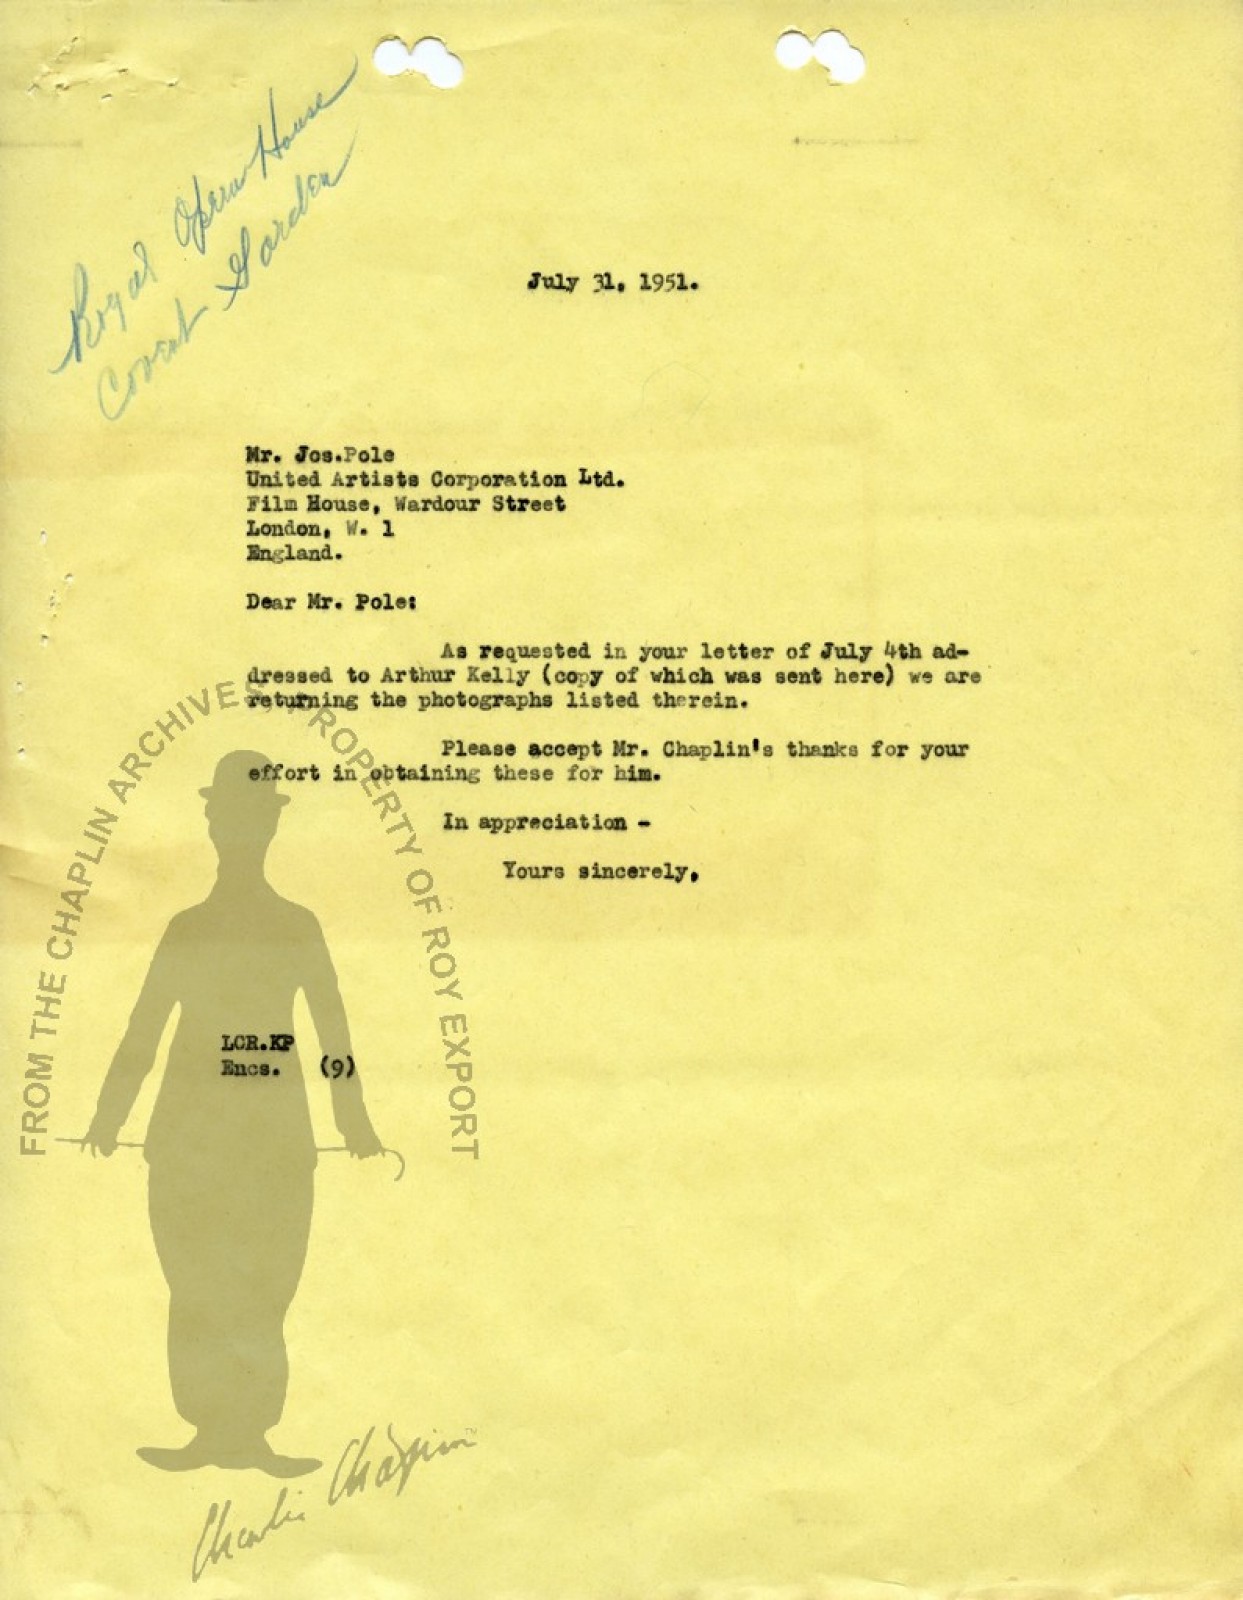 Royal Opera House
Covent Garden
July 31, 1951.
Mr. Jos.Pole
United Artists Corporation Ltd.
Film House, Wardour Street
London, W. 1
England.
Dear Mr. Pole:
As requested in your letter of July 4th ad-
dressed to Arthur Kelly (copy of which was sent here) we are
returning the photographs listed therein.
Please accept Mr. Chaplin's thanks for your
effort in obtaining these for him.
In appreciation -
Yours sincerely,
LCR.KP
Encs. (9)
FROM THE CHAPLIN ARCHIVES, PROPERTY OF ROY EXPORT
Charlie Chaplin